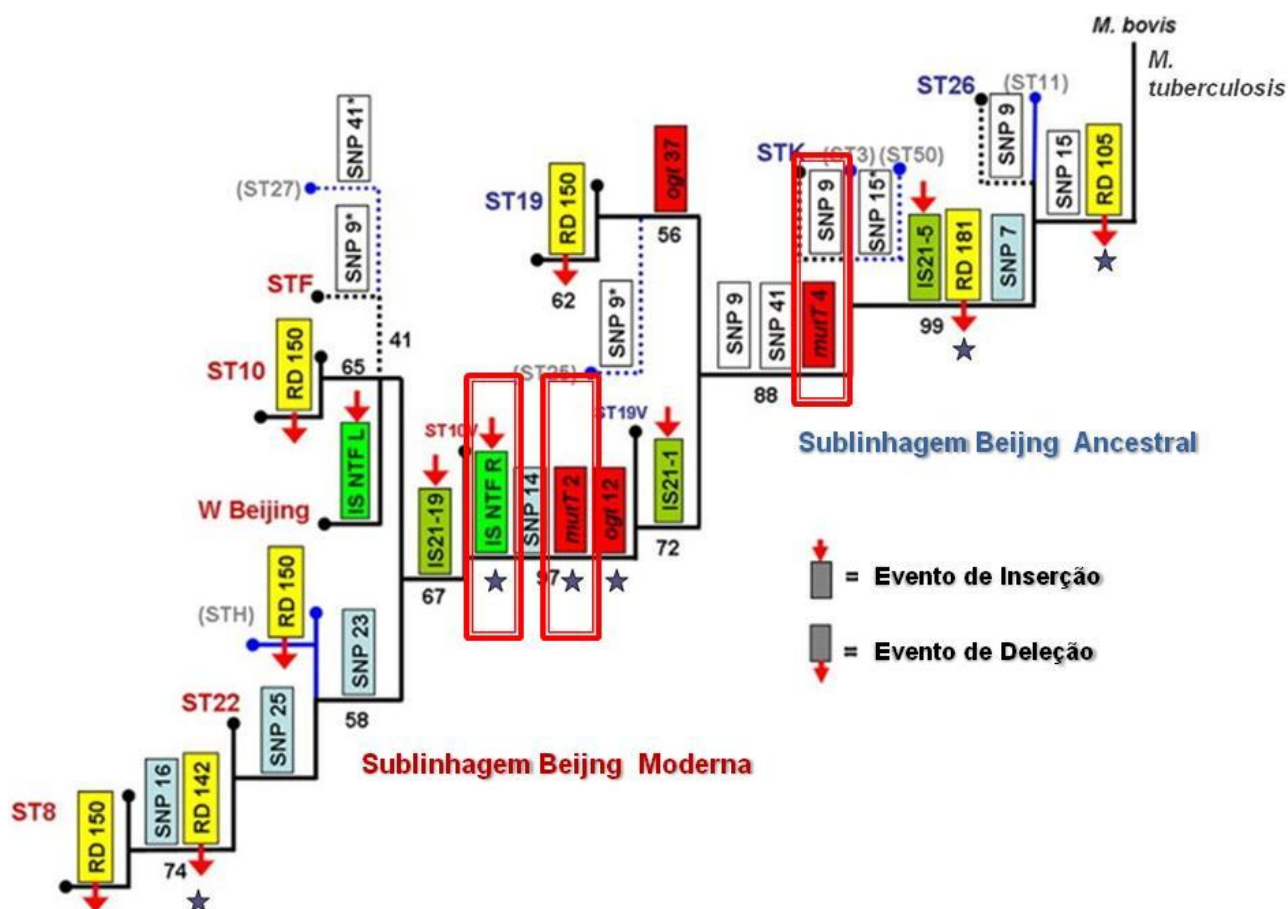 M. bovis
M.
tuberculosis
ST26
(ST11)
SNP 9
SNP 15
RD 105
SNP 41*
(ST27)
SNP 9*
STF
41
ogt 37
ST19
RD 150
56
62
SNP 9*
(ST25)
STK
(ST3)
(ST50)
SNP 9
SNP 15*
IS21-5
RD 181
SNP 7
99
SNP 9
SNP 41
mutT 4
88
Sublinhagem Beijng Ancestral
ST10
RD 150
65
IS NTF L
W Beijing
IS21-19
67
ST10V
IS NTF R
SNP 14
97
mutT 2
ogt 12
ST19V
IS21-1
72
= Evento de Inserção
= Evento de Deleção
(STH)
RD 150
SNP 23
58
SNP 25
ST22
Sublinhagem Beijng Moderna
SNP 16
RD 142
74
ST8
RD 150